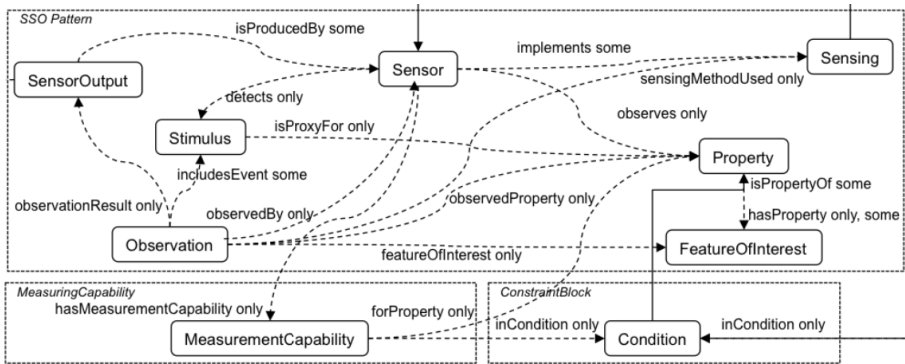 SSO Pattern
isProducedBy some
implements some
SensorOutput
Sensor
Sensing
sensingMethodUsed only
detects only
observes only
Stimulus
isProxyFor only
Property
includesEvent some
isPropertyOf some
observationResult only
observedBy only
observedProperty only
hasProperty only, some
Observation
featureOfInterest only
FeatureOfInterest
MeasuringCapability
ConstraintBlock
hasMeasurementCapability only
forProperty only
inCondition only
inCondition only
MeasurementCapability
Condition